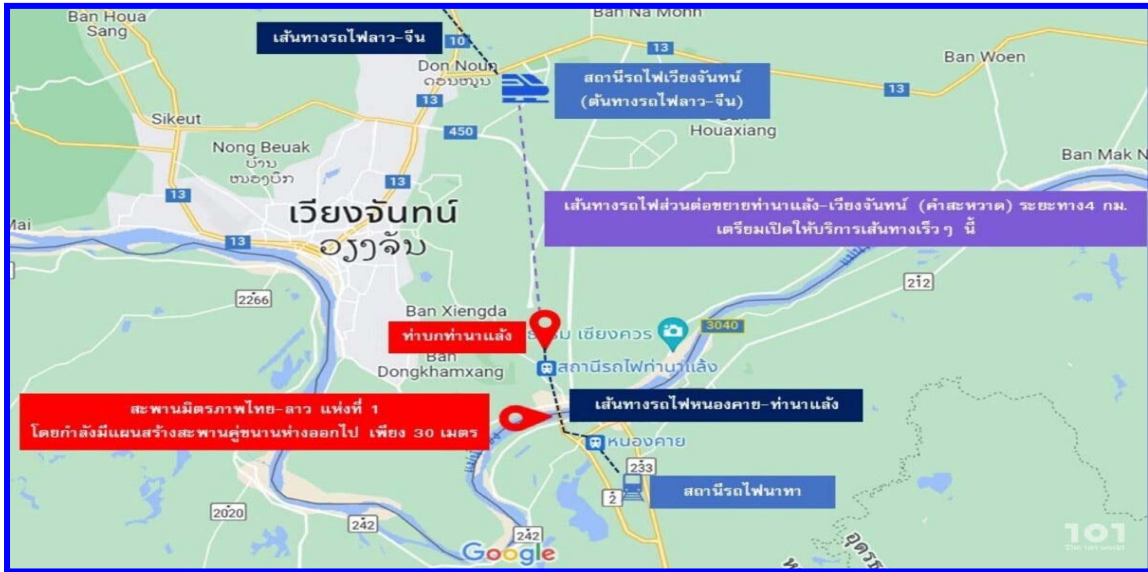 Ban Houa
Sang
Ban Na Mohn
เส้นทางรถไฟลาว-จีน
10
13
Don Noun
ດອນໜູນ
สถานีรถไฟเวียงจันทน์
(ต้นทางรถไฟลาว-จีน)
Ban Woen
13
13
Sikeut
450
Houaxiang
Nong Beuak
ບ້ານ
ໜອງບຶກ
13
13
Ban Mak N
เส้นทางรถไฟส่วนต่อขยายท่านาแล้ง-เวียงจันทน์ (คำสะหวาด) ระยะทาง4 กม.
เตรียมเปิดให้บริการเส้นทางเร็วๆ นี้
เวียงจันทน์
ວຽງຈັນ
Mai
13
212
2266
Ban Xiengda
3040
ท่าบกท่านาแล้ง
เชียงควร
Ban
Dongkhamxang
สถานีรถไฟท่านาแล้ง
สะพานมิตรภาพไทย-ลาว แห่งที่ 1
โดยกำลังมีแผนสร้างสะพานคู่ขนานห่างออกไป เพียง 30 เมตร
เส้นทางรถไฟหนองคาย-ท่านาแล้ง
หนองคาย
233
2
สถานีรถไฟนาทา
2020
242
242
Google
101
อุดรธ